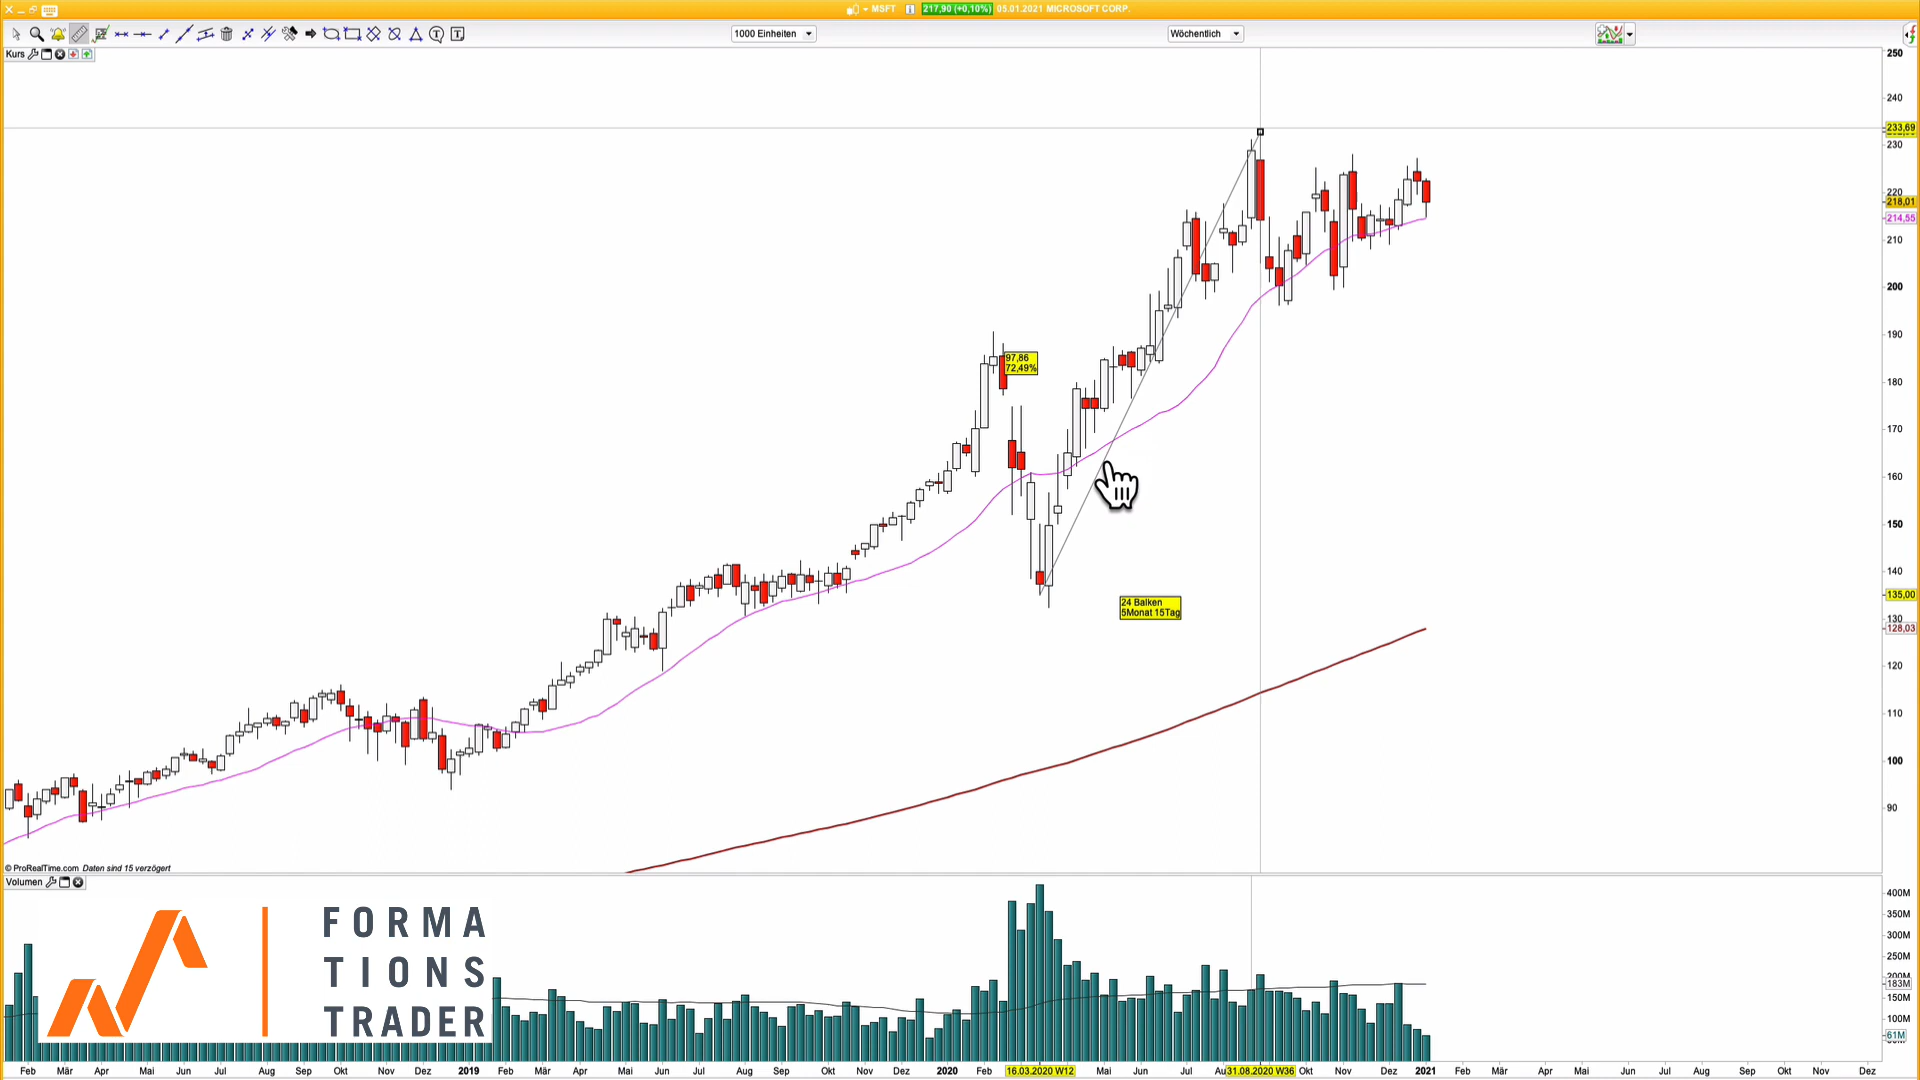 MSFT 217,90 (+0,10%) 05.01.2021 MICROSOFT CORP.
1000 Einheiten Wöchentlich
Kurs
250
240
233,69
230
220
218,01
214,55
210
200
190
97,86
72,49%
180
170
160
150
140
24 Balken
5Monat 15Tag
135,00
130
128,03
120
110
100
90
© ProRealTime.com Daten sind 15 verzögert
Volumen
400M
350M
300M
250M
200M
183M
150M
100M
61M
FORMA
TIONS
TRADER
Feb Mär Apr Mai Jun Jul Aug Sep Okt Nov Dez 2019 Feb Mär Apr Mai Jun Jul Aug Sep Okt Nov Dez 2020 Feb 16.03.2020 W12 Mai Jun Jul Au 31.08.2020 W36 Okt Nov Dez 2021 Feb Mär Apr Mai Jun Jul Aug Sep Okt Nov Dez